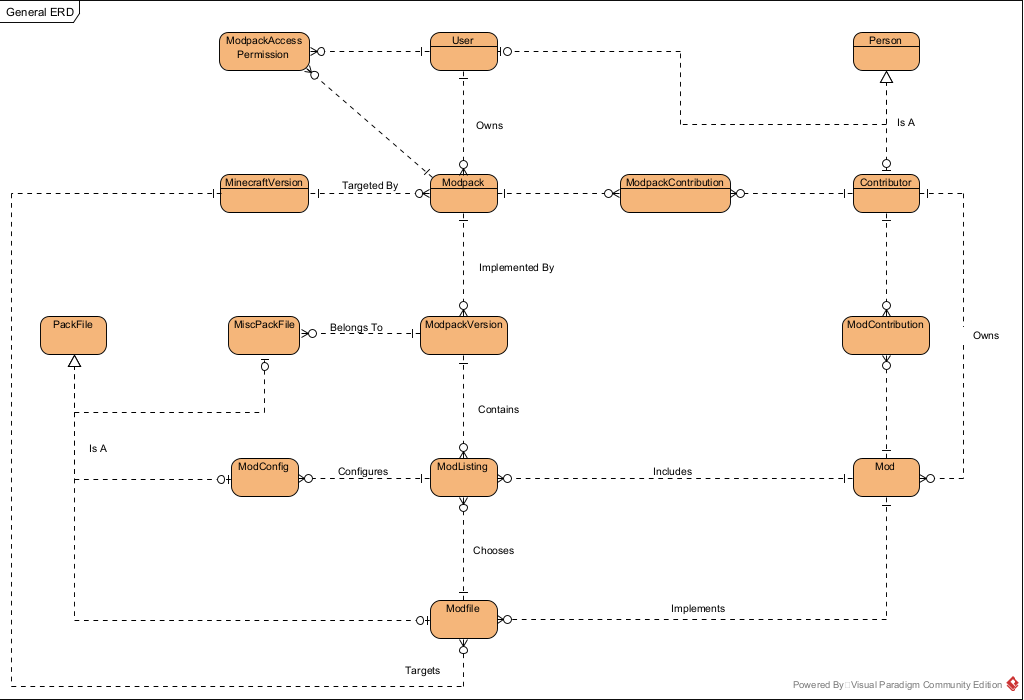 General ERD
ModpackAccess
Permission
User
Person
Owns
Is A
MinecraftVersion
Targeted By
Modpack
ModpackContribution
Contributor
Implemented By
PackFile
MiscPackFile
Belongs To
ModpackVersion
ModContribution
Owns
Contains
Is A
ModConfig
Configures
ModListing
Includes
Mod
Chooses
Modfile
Implements
Targets
Powered By Visual Paradigm Community Edition